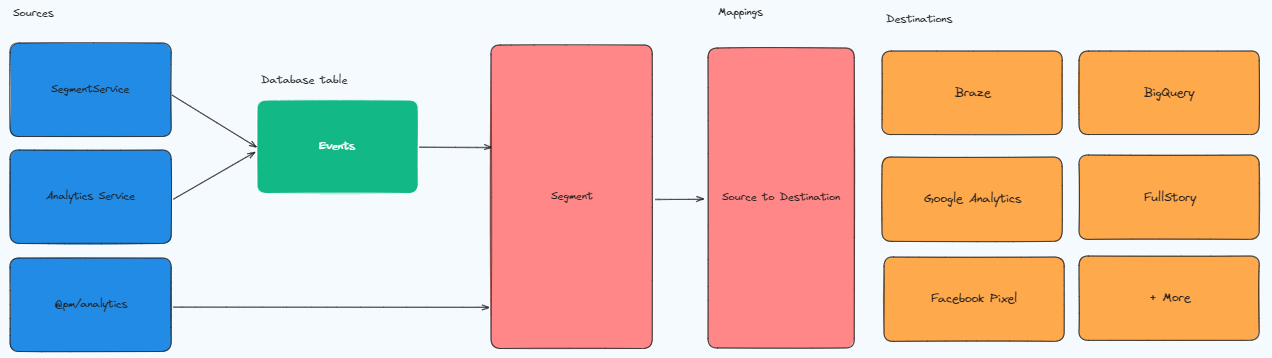 Sources
Mappings
Destinations
SegmentService
Database table
Braze
BigQuery
Events
Analytics Service
Segment
Source to Destination
Google Analytics
FullStory
@pm/analytics
Facebook Pixel
+ More